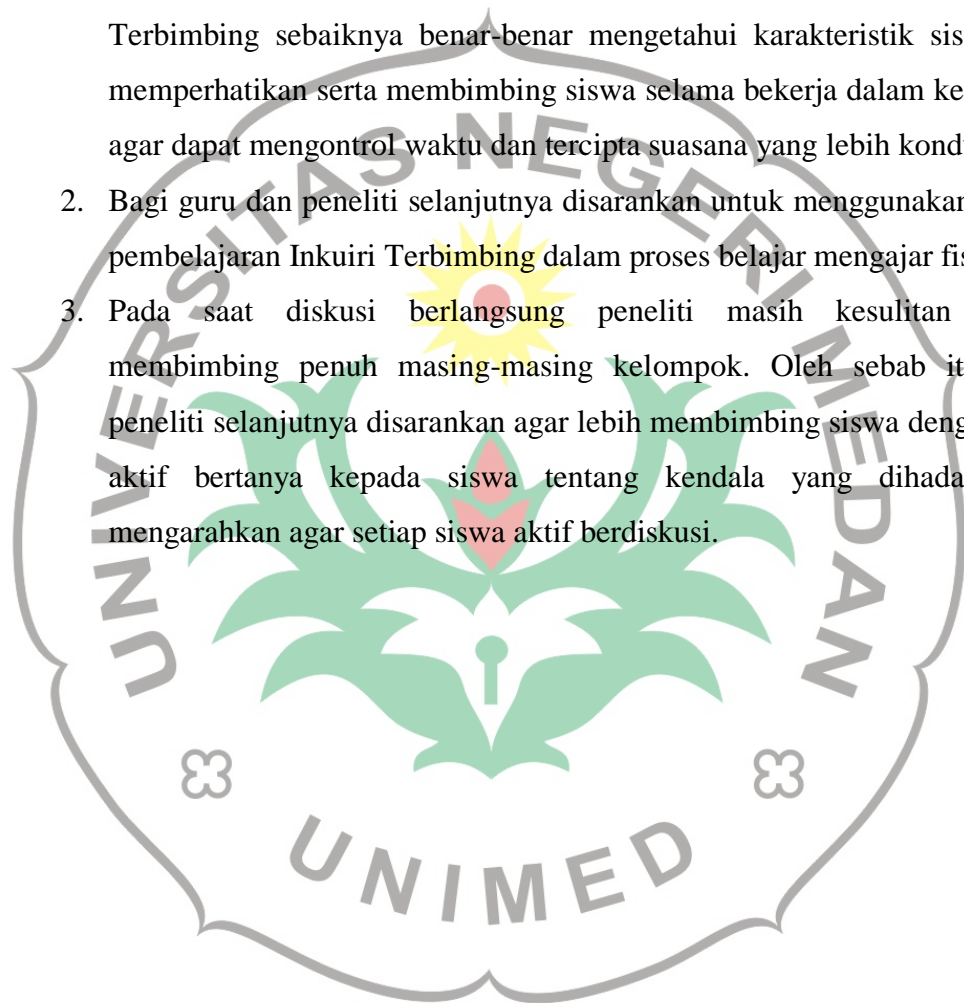 Terbimbing sebaiknya benar-benar mengetahui karakteristik sis
memperhatikan serta membimbing siswa selama bekerja dalam ke
agar dapat mengontrol waktu dan tercipta suasana yang lebih kond
2. Bagi guru dan peneliti selanjutnya disarankan untuk menggunakan
pembelajaran Inkuiri Terbimbing dalam proses belajar mengajar fis
3. Pada saat diskusi berlangsung peneliti masih kesulitan
membimbing penuh masing-masing kelompok. Oleh sebab it
peneliti selanjutnya disarankan agar lebih membimbing siswa deng
aktif bertanya kepada siswa tentang kendala yang dihada
mengarahkan agar setiap siswa aktif berdiskusi.
UNIVERSITAS NEGERI MEDAN
UNIMED